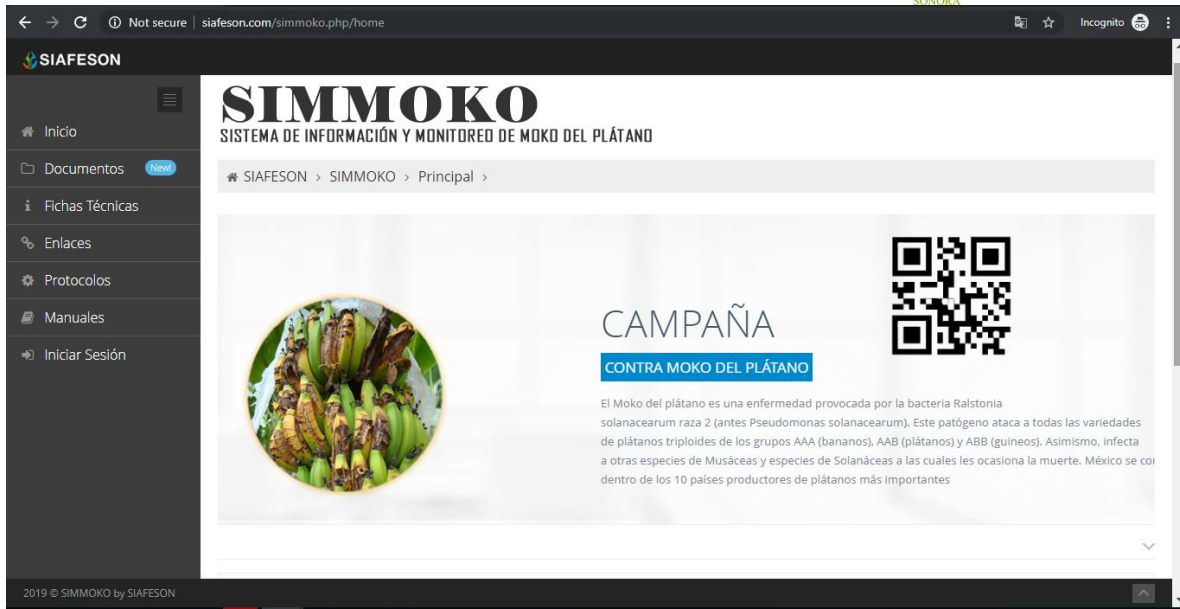 SONORA
Not secure | siafeson.com/simmoko.php/home
Incognito
SIAFESON
Inicio
Documentos New!
Fichas Técnicas
Enlaces
Protocolos
Manuales
Iniciar Sesión
SIMMOKO
SISTEMA DE INFORMACIÓN Y MONITOREO DE MOKO DEL PLÁTANO
SIAFESON > SIMMOKO > Principal >
CAMPAÑA
CONTRA MOKO DEL PLÁTANO
El Moko del plátano es una enfermedad provocada por la bacteria Ralstonia
solanacearum raza 2 (antes Pseudomonas solanacearum). Este patógeno ataca a todas las variedades
de plátanos triploides de los grupos AAA (bananos), AAB (plátanos) y ABB (guineos). Asimismo, infecta
a otras especies de Musáceas y especies de Solanáceas a las cuales les ocasiona la muerte. México se
dentro de los 10 países productores de plátanos más importantes
2019 © SIMMOKO by SIAFESON